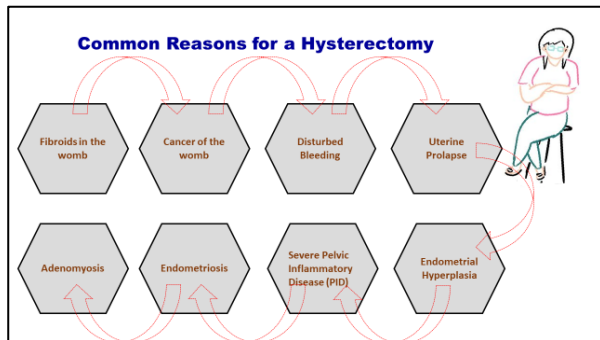 Common Reasons for a Hysterectomy
Fibroids in the
womb
Cancer of the
womb
Disturbed
Bleeding
Uterine
Prolapse
Adenomyosis
Endometriosis
Severe Pelvic
Inflammatory
Disease (PID)
Endometrial
Hyperplasia